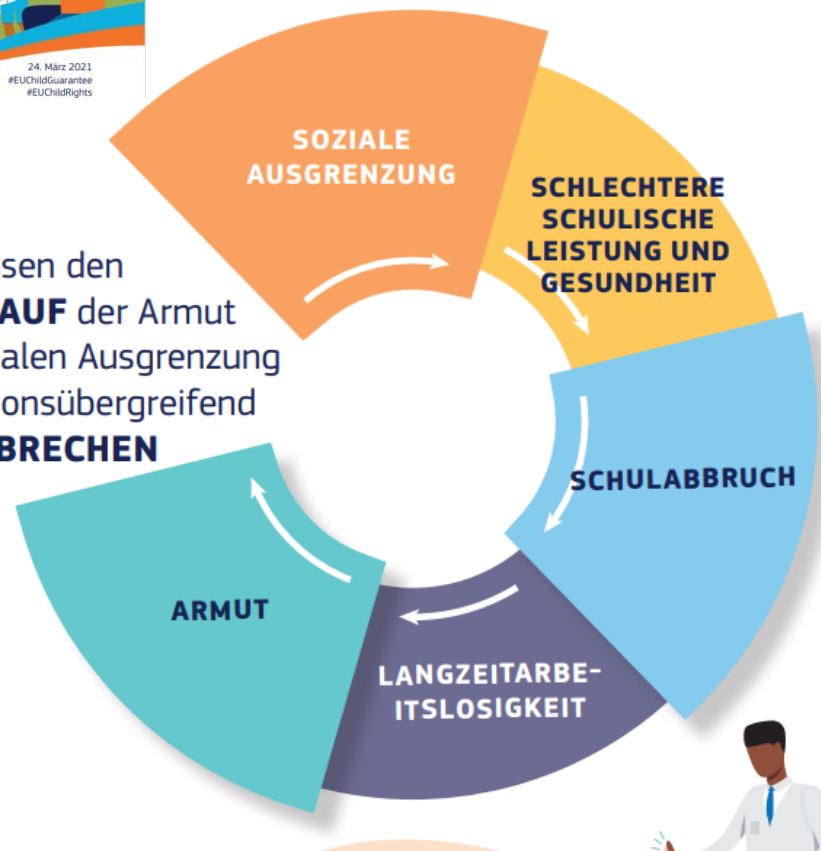 24. März 2021
#EUChildGuarantee
#EUChildRights
SOZIALE
AUSGRENZUNG
SCHLECHTERE
SCHULISCHE
LEISTUNG UND
GESUNDHEIT
sen den
AUF der Armut
alen Ausgrenzung
onsübergreifend
BRECHEN
SCHULABBRUCH
ARMUT
LANGZEITARBE-
ITSLOSIGKEIT